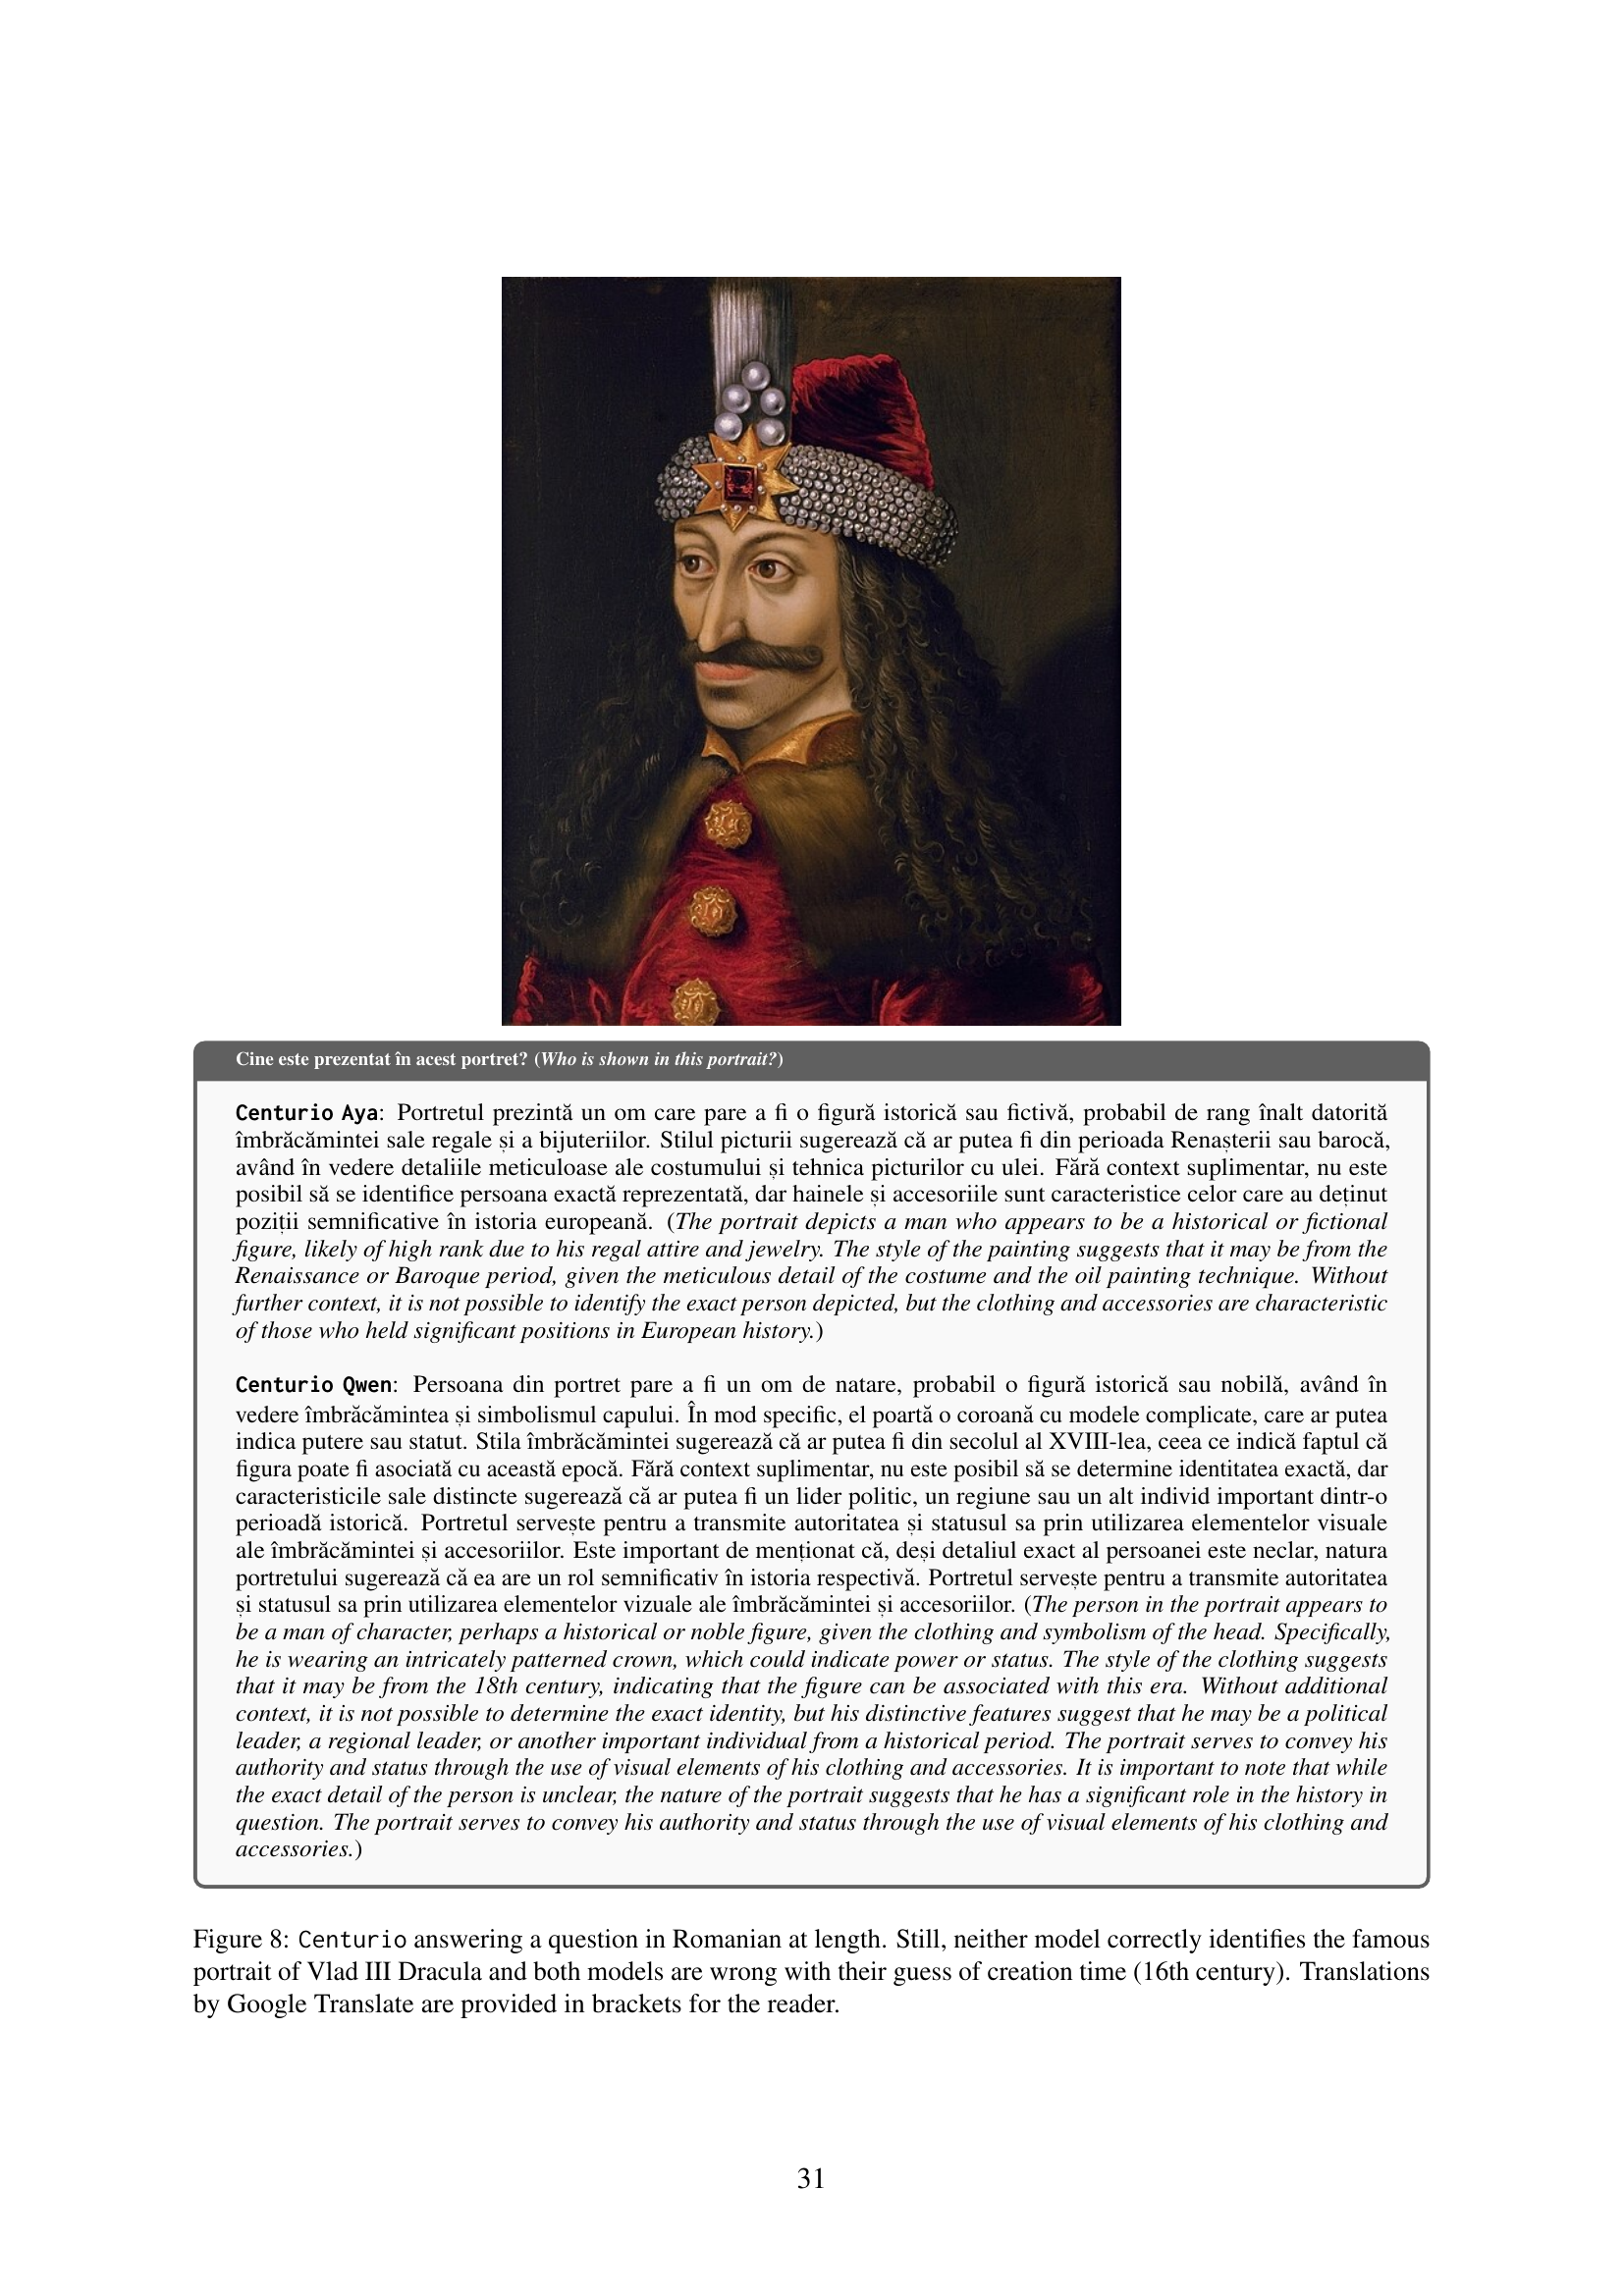 Cine este prezentat în acest portret? (Who is shown in this portrait?)
Centurio Aya: Portretul prezintă un om care pare a fi o figură istorică sau fictivă, probabil de rang înalt datorită
îmbrăcămintei sale regale și a bijuteriilor. Stilul picturii sugerează că ar putea fi din perioada Renașterii sau barocă,
având în vedere detaliile meticuloase ale costumului și tehnica picturilor cu ulei. Fără context suplimentar, nu este
posibil să se identifice persoana exactă reprezentată, dar hainele și accesoriile sunt caracteristice celor care au deținut
poziții semnificative în istoria europeană. (The portrait depicts a man who appears to be a historical or fictional
figure, likely of high rank due to his regal attire and jewelry. The style of the painting suggests that it may be from the
Renaissance or Baroque period, given the meticulous detail of the costume and the oil painting technique. Without
further context, it is not possible to identify the exact person depicted, but the clothing and accessories are characteristic
of those who held significant positions in European history.)
Centurio Qwen: Persoana din portret pare a fi un om de natare, probabil o figură istorică sau nobilă, având în
vedere îmbrăcămintea și simbolismul capului. În mod specific, el poartă o coroană cu modele complicate, care ar putea
indica putere sau statut. Stila îmbrăcămintei sugerează că ar putea fi din secolul al XVIII-lea, ceea ce indică faptul că
figura poate fi asociată cu această epocă. Fără context suplimentar, nu este posibil să se determine identitatea exactă, dar
caracteristicile sale distincte sugerează că ar putea fi un lider politic, un regiune sau un alt individ important dintr-o
perioadă istorică. Portretul servește pentru a transmite autoritatea și statusul sa prin utilizarea elementelor visuale
ale îmbrăcămintei și accesoriilor. Este important de menționat că, deși detaliul exact al persoanei este neclar, natura
portretului sugerează că ea are un rol semnificativ în istoria respectivă. Portretul servește pentru a transmite autoritatea
și statusul sa prin utilizarea elementelor vizuale ale îmbrăcămintei și accesoriilor. (The person in the portrait appears to
be a man of character, perhaps a historical or noble figure, given the clothing and symbolism of the head. Specifically,
he is wearing an intricately patterned crown, which could indicate power or status. The style of the clothing suggests
that it may be from the 18th century, indicating that the figure can be associated with this era. Without additional
context, it is not possible to determine the exact identity, but his distinctive features suggest that he may be a political
leader, a regional leader, or another important individual from a historical period. The portrait serves to convey his
authority and status through the use of visual elements of his clothing and accessories. It is important to note that while
the exact detail of the person is unclear, the nature of the portrait suggests that he has a significant role in the history in
question. The portrait serves to convey his authority and status through the use of visual elements of his clothing and
accessories.)
Figure 8: Centurio answering a question in Romanian at length. Still, neither model correctly identifies the famous
portrait of Vlad III Dracula and both models are wrong with their guess of creation time (16th century). Translations
by Google Translate are provided in brackets for the reader.
31